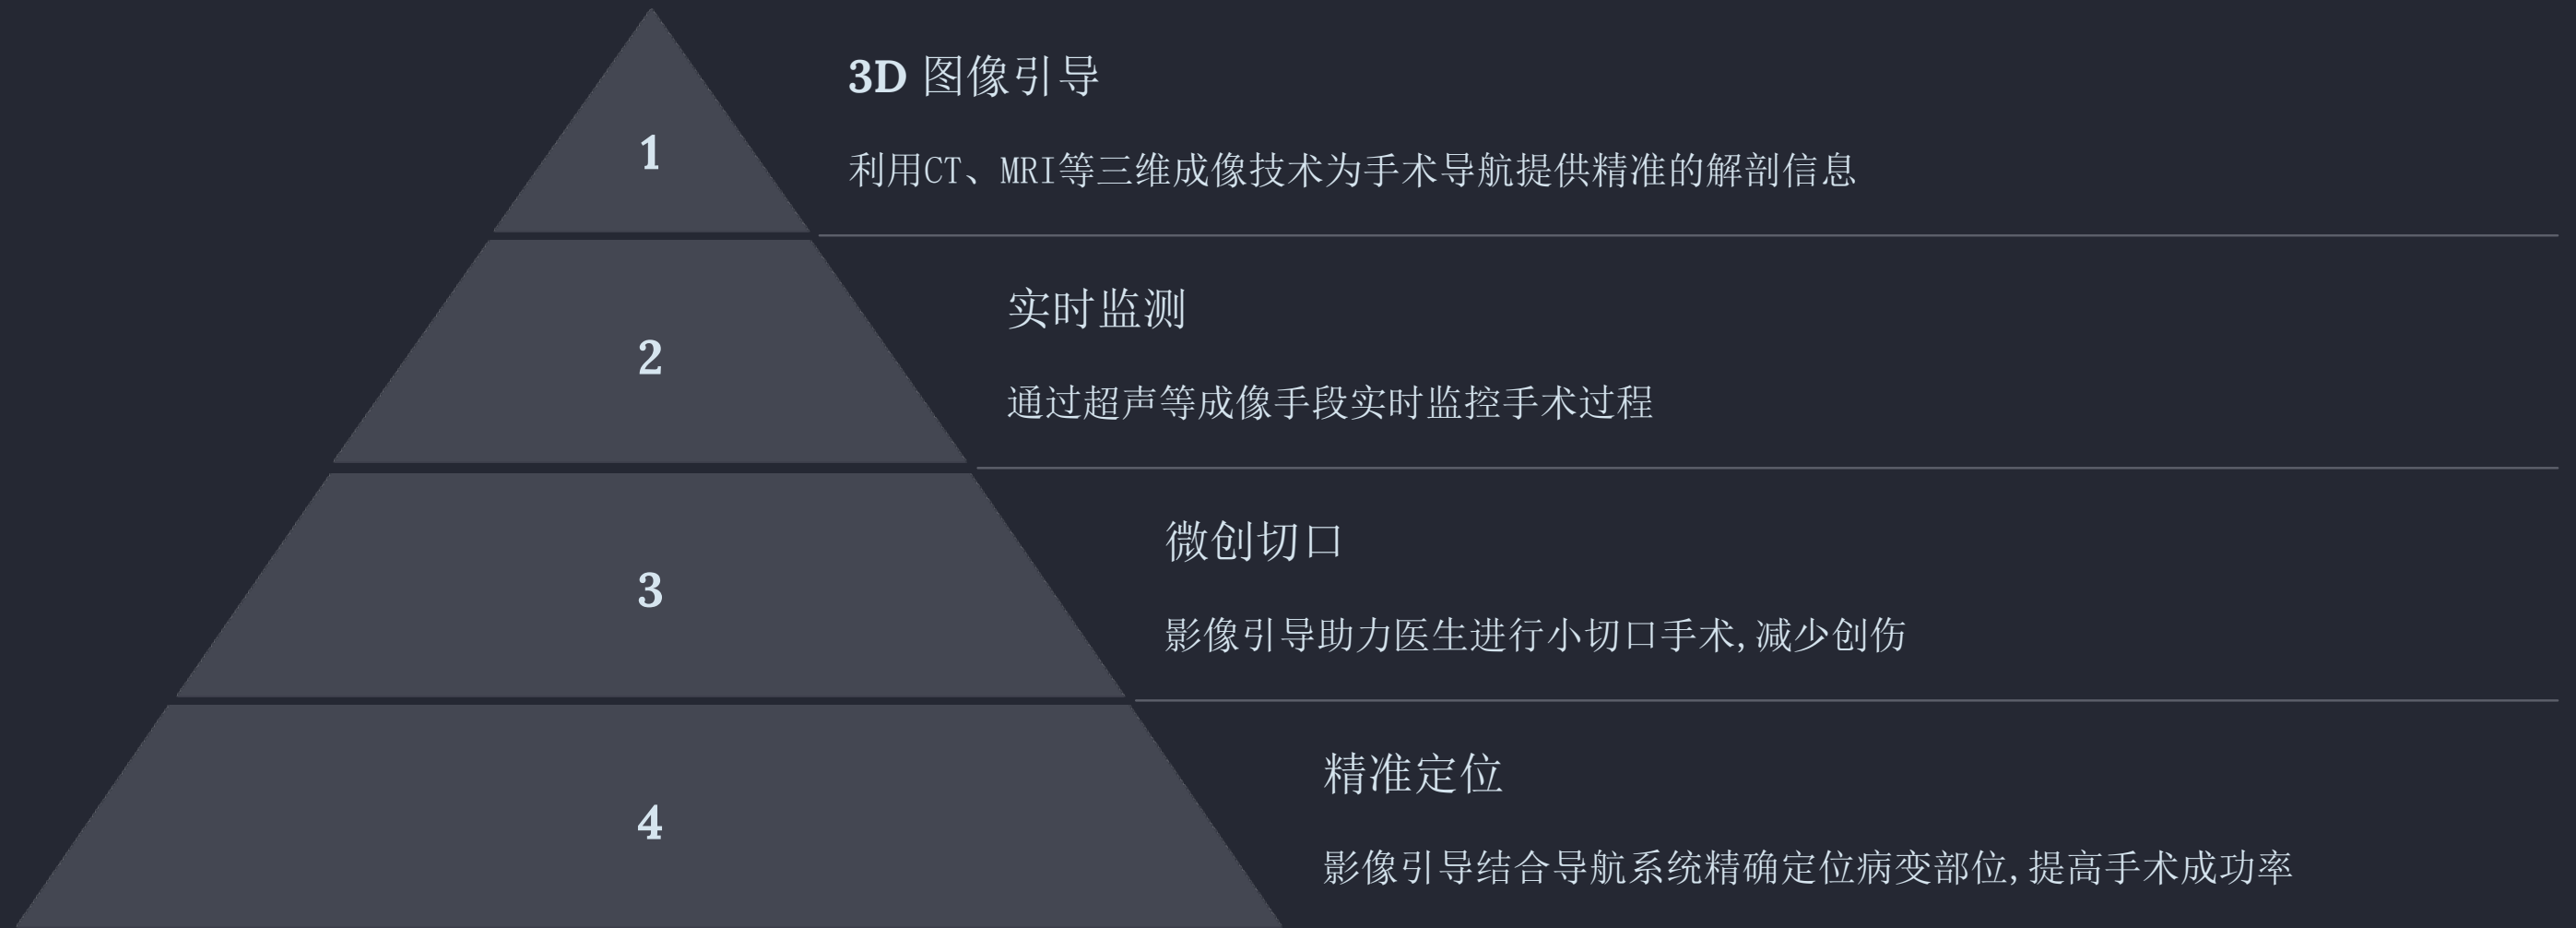 1
3D 图像引导
利用CT、MRI等三维成像技术为手术导航提供精准的解剖信息
2
实时监测
通过超声等成像手段实时监控手术过程
3
微创切口
影像引导助力医生进行小切口手术,减少创伤
4
精准定位
影像引导结合导航系统精确定位病变部位,提高手术成功率